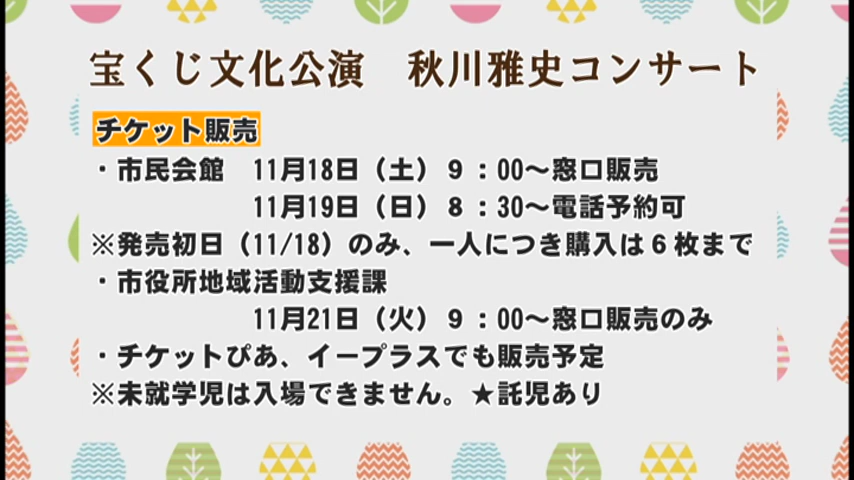 宝くじ文化公演　秋川雅史コンサート
チケット販売
・市民会館　11月18日（土）９：00～窓口販売
11月19日（日）８：30～電話予約可
※発売初日（11/18）のみ、一人につき購入は６枚まで
・市役所地域活動支援課
11月21日（火）９：00～窓口販売のみ
・チケットぴあ、イープラスでも販売予定
※未就学児は入場できません。★託児あり